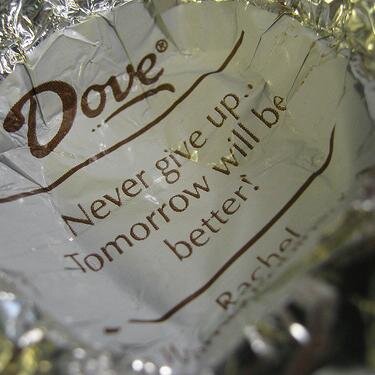 Dove®
Never give up.
Tomorrow will be
better!
Rachel